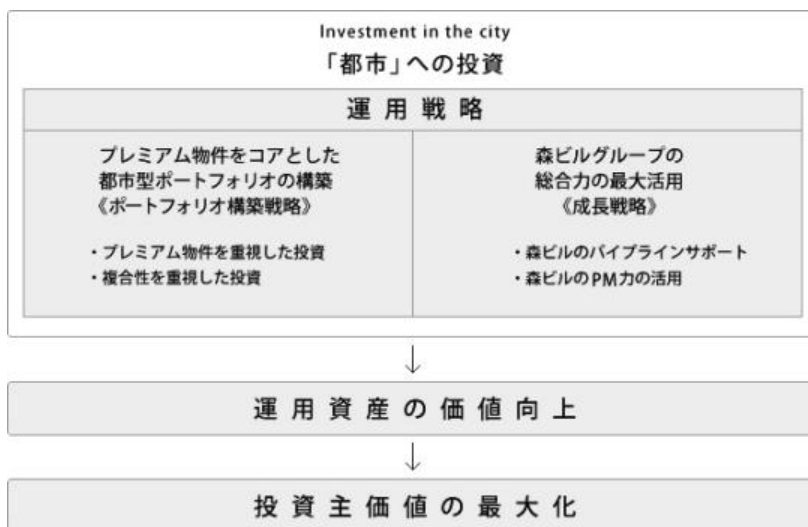 Investment in the city
「都市」への投資
運用戦略
プレミアム物件をコアとした
都市型ポートフォリオの構築
《ポートフォリオ構築戦略》
・プレミアム物件を重視した投資
・複合性を重視した投資
森ビルグループの
総合力の最大活用
《成長戦略》
・森ビルのパイプラインサポート
・森ビルのPM力の活用
↓
運用資産の価値向上
↓
投資主価値の最大化